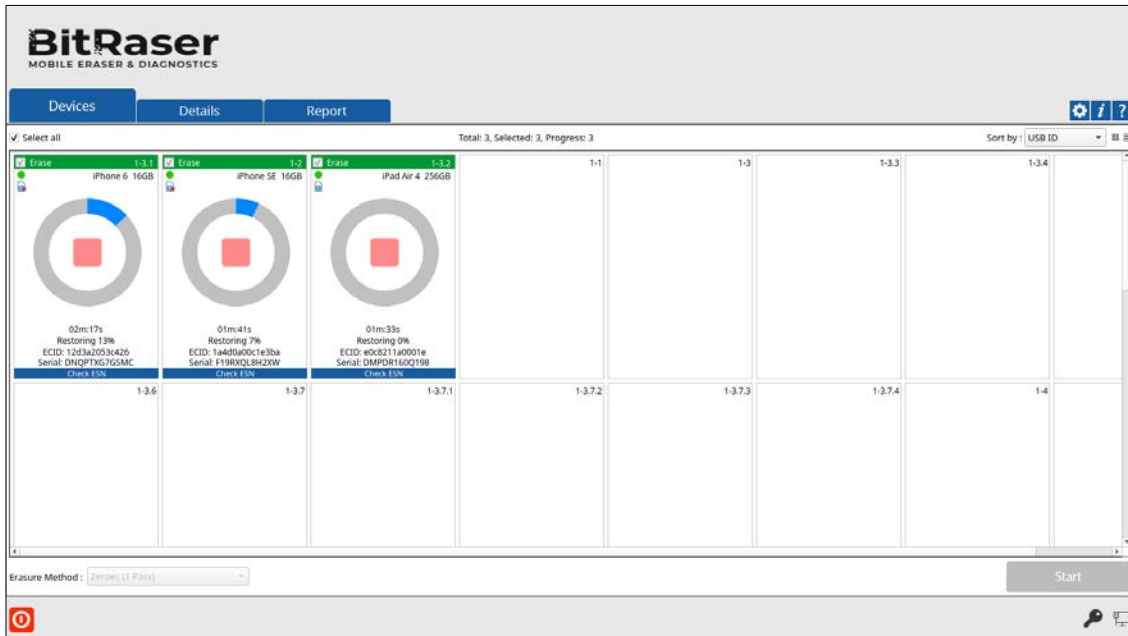 BitRaser
MOBILE ERASER & DIAGNOSTICS
Devices Details Report
i ?
Select all Total: 3, Selected: 3, Progress: 3 Sort by : USB ID
Erase 1-3.1 Erase 1-2 Erase 1-3.2 1-1 1-3 1-3.3 1-3.4
iPhone 6 16GB iPhone SE 16GB iPad Air 4 256GB
02m:17s 01m:41s 01m:33s
Restoring 13% Restoring 7% Restoring 0%
ECID: 12d3a2053c426 ECID: 1a4d0a00c1e3ba ECID: e0c8211a0001e
Serial: DNQPTXG7G5MC Serial: F19RXQL8H2XW Serial: DMPDR160Q198
Check ESN Check ESN Check ESN
1-3.6 1-3.7 1-3.7.1 1-3.7.2 1-3.7.3 1-3.7.4 1-4
Erasure Method : Zeroes (1 Pass) Start